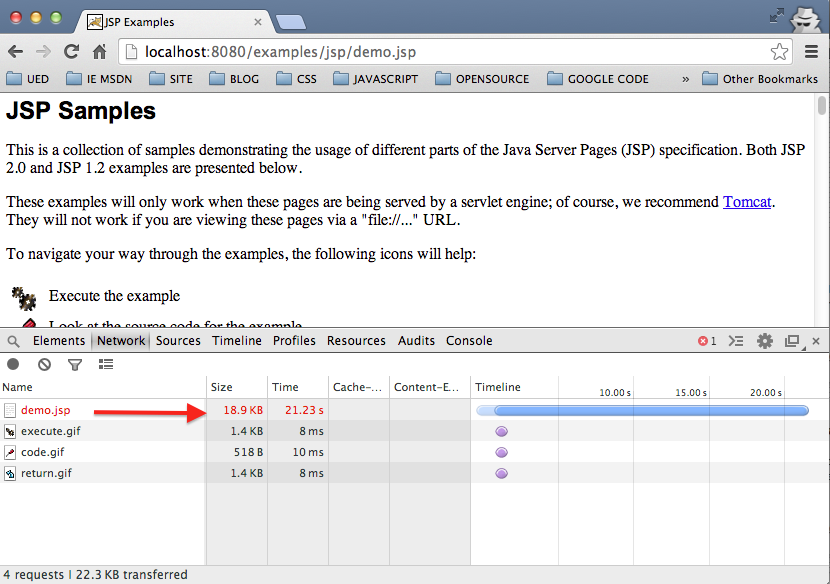 JSP Examples
localhost:8080/examples/jsp/demo.jsp
UED IE MSDN SITE BLOG CSS JAVASCRIPT OPENSOURCE GOOGLE CODE » Other Bookmarks
JSP Samples
This is a collection of samples demonstrating the usage of different parts of the Java Server Pages (JSP) specification. Both JSP
2.0 and JSP 1.2 examples are presented below.
These examples will only work when these pages are being served by a servlet engine; of course, we recommend Tomcat.
They will not work if you are viewing these pages via a "file://..." URL.
To navigate your way through the examples, the following icons will help:
Execute the example
Look at the source code for the example
Elements Network Sources Timeline Profiles Resources Audits Console 1
Name Size Time Cache-... Content-E... Timeline 10.00 s 15.00 s 20.00 s
demo.jsp 18.9 KB 21.23 s
execute.gif 1.4 KB 8 ms
code.gif 518 B 10 ms
return.gif 1.4 KB 8 ms
4 requests | 22.3 KB transferred